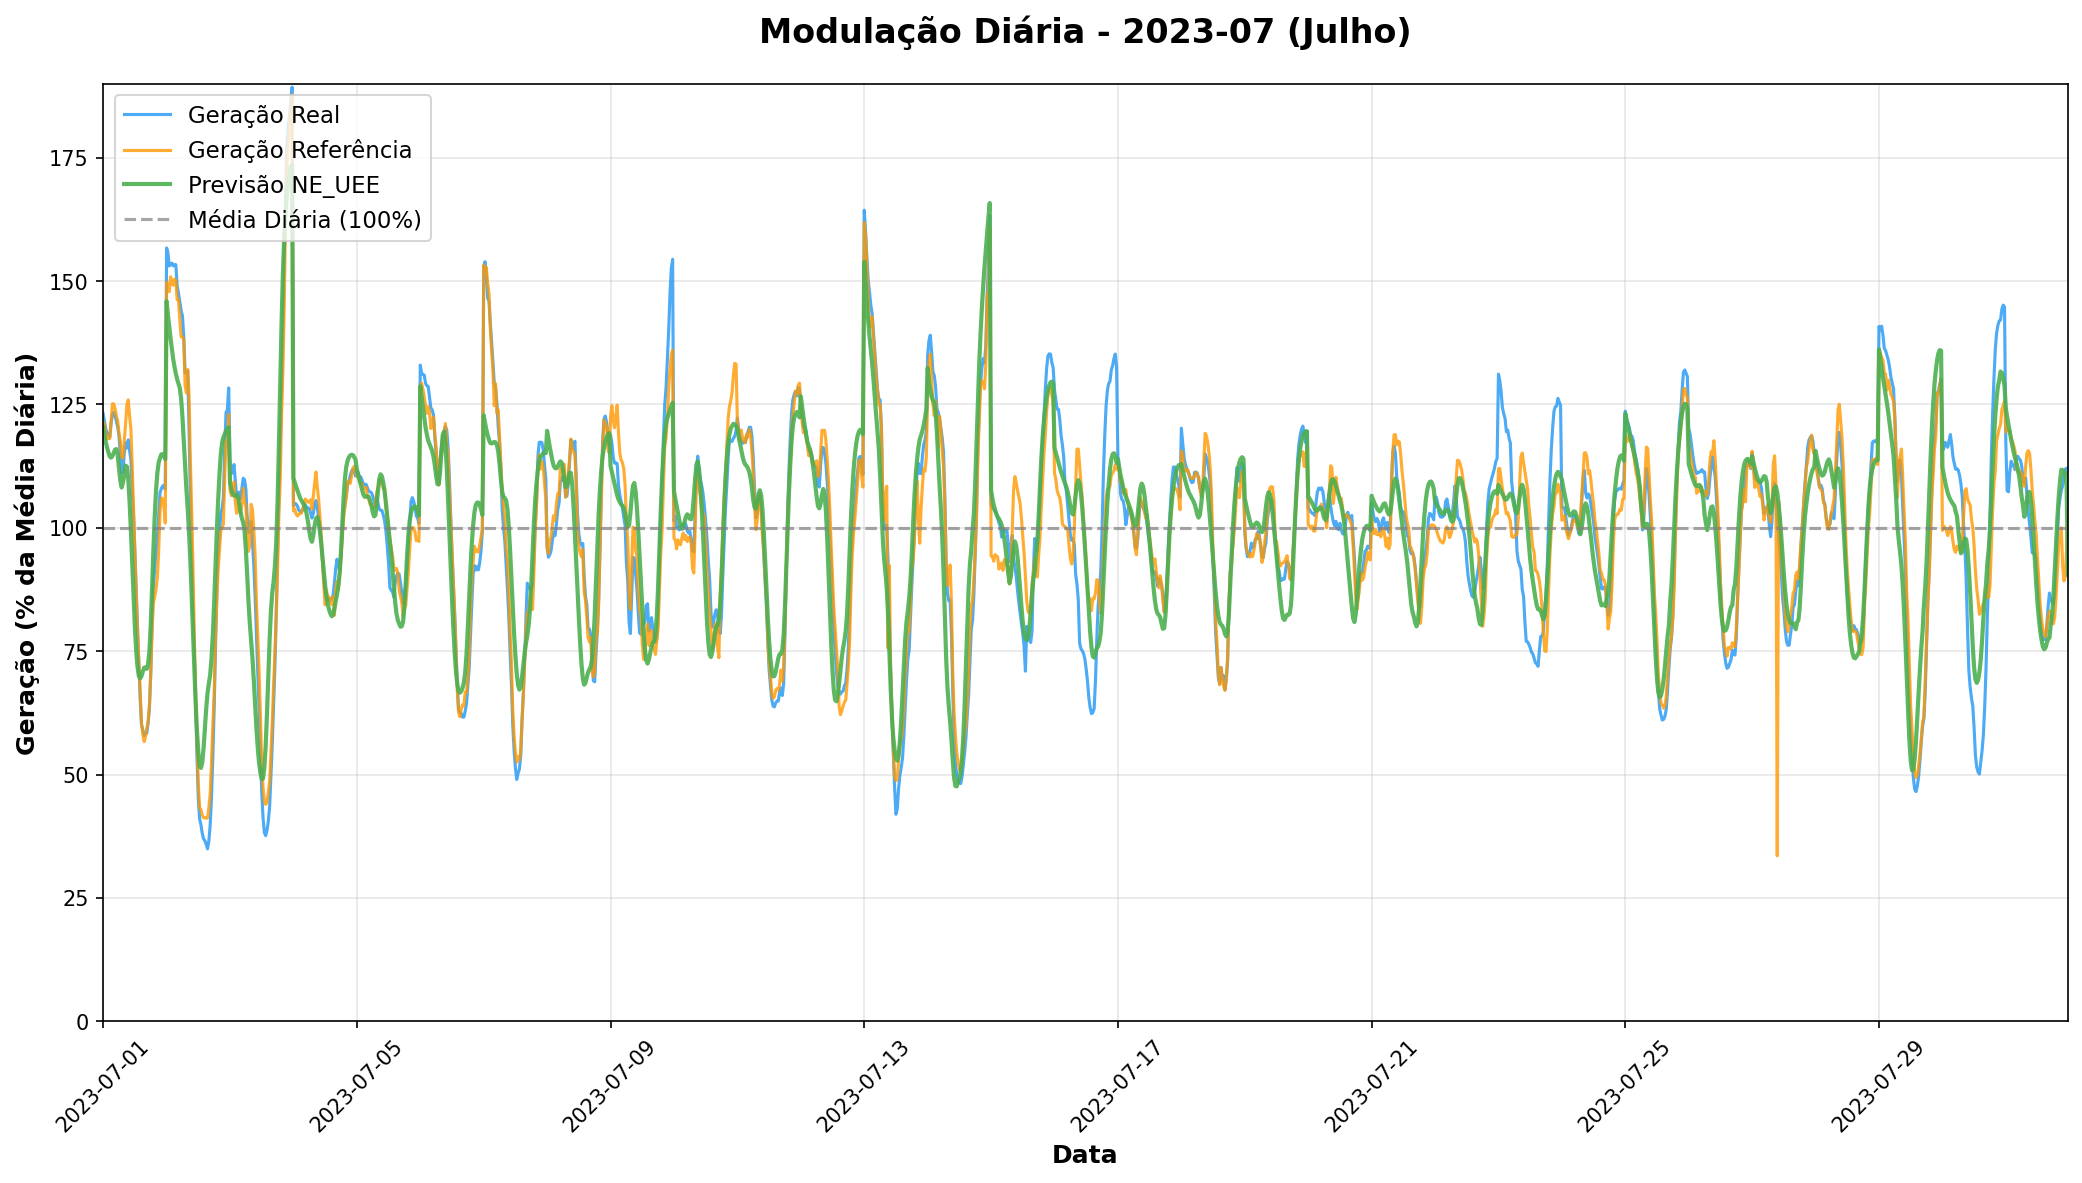 Modulação Diária - 2023-07 (Julho)
Geração Real
Geração Referência
Previsão NE_UEE
Média Diária (100%)
Geração (% da Média Diária)
175
150
125
100
75
50
25
0
2023-07-01
2023-07-05
2023-07-09
2023-07-13
2023-07-17
2023-07-21
2023-07-25
2023-07-29
Data